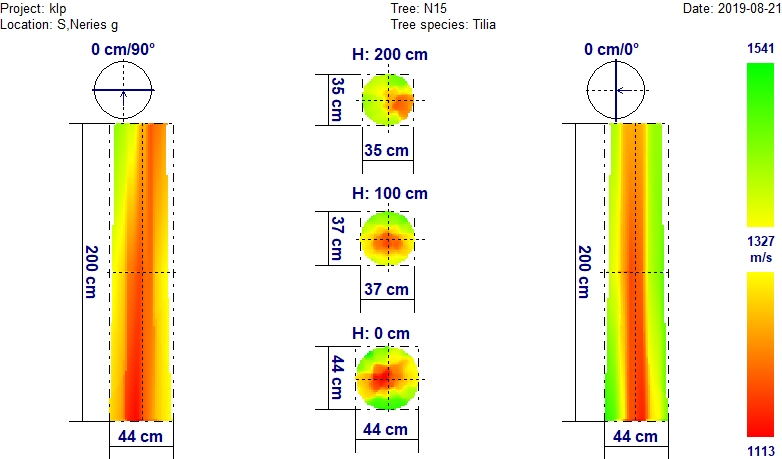 Project: klp
Tree: N15
Date: 2019-08-21
Location: S,Neries g
Tree species: Tilia
0 cm/90°
H: 200 cm
35 cm
35 cm
H: 100 cm
37 cm
37 cm
H: 0 cm
44 cm
44 cm
200 cm
44 cm
0 cm/0°
200 cm
44 cm
1541
1327
m/s
1113